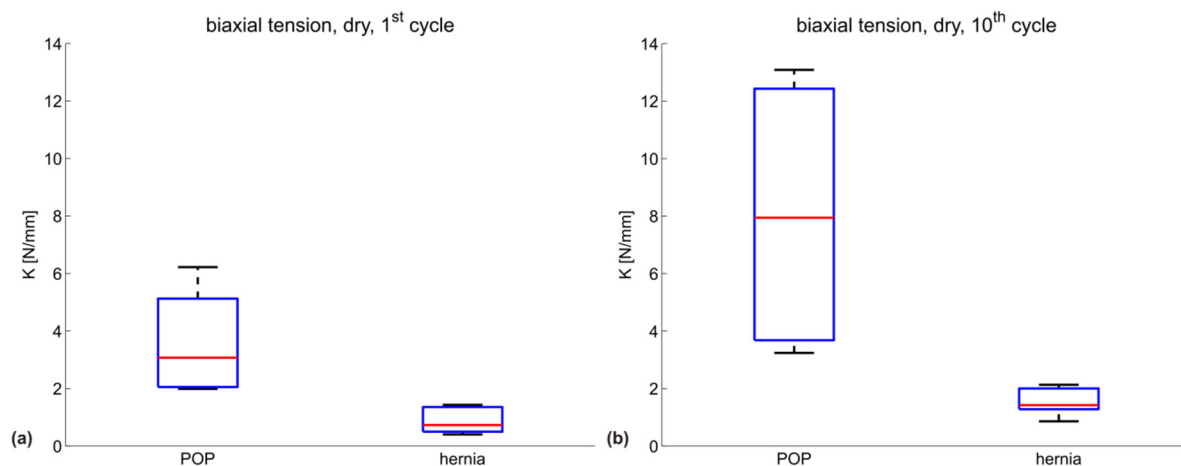 biaxial tension, dry, 1st cycle
14
12
10
8
6
4
2
0
K [N/mm]
POP
hernia
(a)
biaxial tension, dry, 10th cycle
14
12
10
8
6
4
2
0
K [N/mm]
POP
hernia
(b)